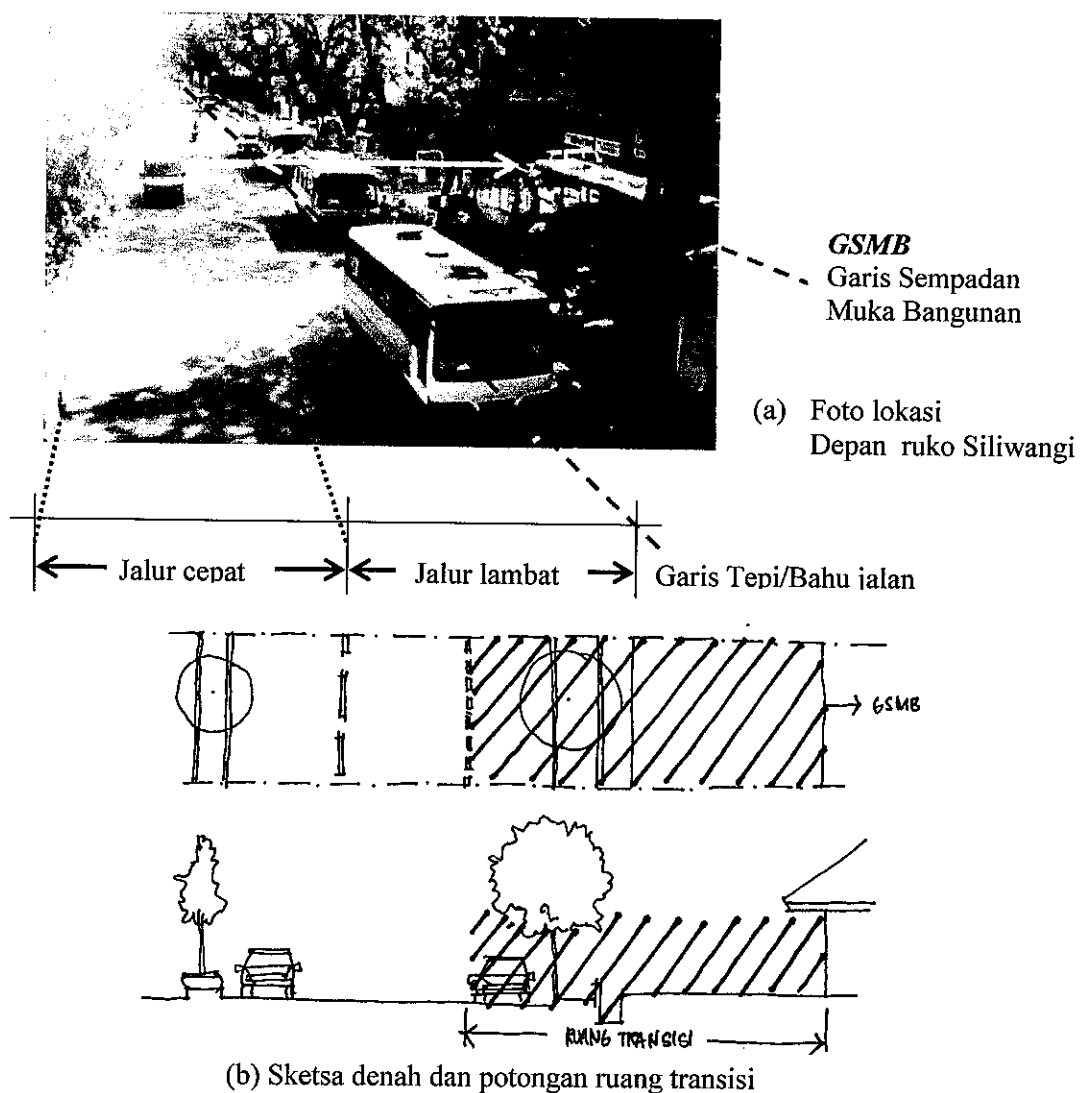 GSMB
Garis Sempadan
Muka Bangunan
(a) Foto lokasi
Depan ruko Siliwangi
Jalur cepat
Jalur lambat
Garis Tepi/Bahu jalan
GSMB
RUANG TRANSISI
(b) Sketsa denah dan potongan ruang transisi